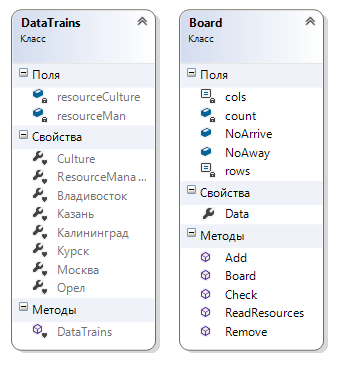 DataTrains
Класс
Поля
resourceCulture
resourceMan
Свойства
Culture
ResourceMana ...
Владивосток
Казань
Калининград
Курск
Москва
Орел
Методы
DataTrains
Board
Класс
Поля
cols
count
NoArrive
NoAway
rows
Свойства
Data
Методы
Add
Board
Check
ReadResources
Remove